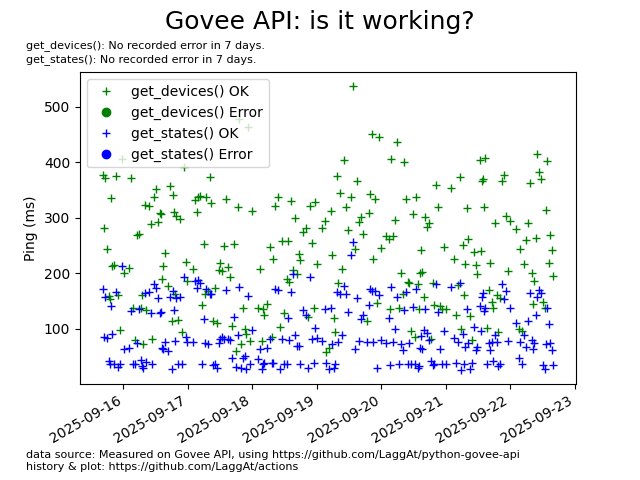 Govee API: is it working?
get_devices(): No recorded error in 7 days.
get_states(): No recorded error in 7 days.
get_devices() OK
get_devices() Error
get_states() OK
get_states() Error
500
400
300
200
100
Ping (ms)
2025-09-16
2025-09-17
2025-09-18
2025-09-19
2025-09-20
2025-09-21
2025-09-22
2025-09-23
data source: Measured on Govee API, using https://github.com/LaggAt/python-govee-api
history & plot: https://github.com/LaggAt/actions